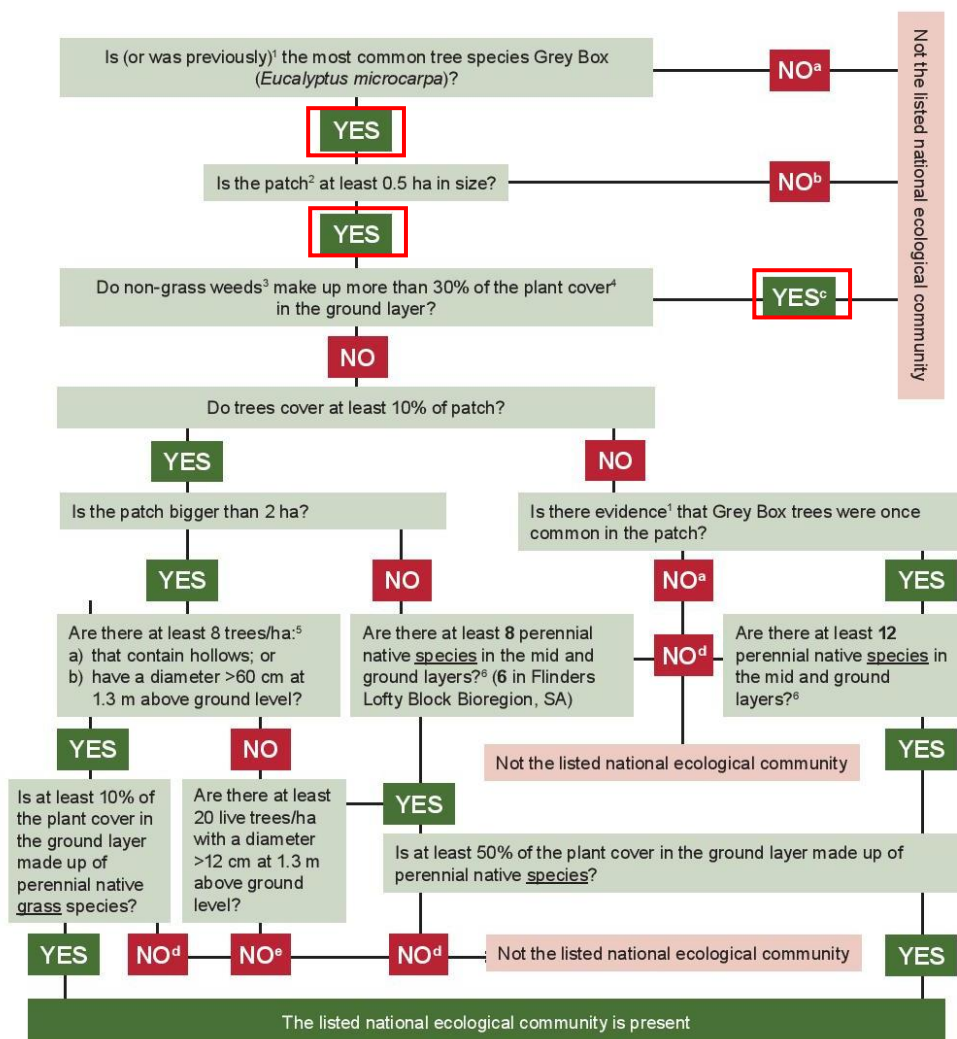 Is (or was previously)¹ the most common tree species Grey Box
(Eucalyptus microcarpa)?
NOᵃ
Not the listed national ecological community
YES
Is the patch² at least 0.5 ha in size?
NOᵇ
YES
Do non-grass weeds³ make up more than 30% of the plant cover⁴
in the ground layer?
YESᶜ
NO
Do trees cover at least 10% of patch?
YES
NO
Is the patch bigger than 2 ha?
Is there evidence¹ that Grey Box trees were once
common in the patch?
YES
NO
NOᵃ
YES
Are there at least 8 trees/ha:⁵
a) that contain hollows; or
b) have a diameter >60 cm at
1.3 m above ground level?
Are there at least 8 perennial
native species in the mid and
ground layers?⁶ (6 in Flinders
Lofty Block Bioregion, SA)
NOᵈ
Are there at least 12
perennial native species in
the mid and ground
layers?⁶
YES
NO
Not the listed national ecological community
YES
Is at least 10% of
the plant cover in
the ground layer
made up of
perennial native
grass species?
Are there at least
20 live trees/ha
with a diameter
>12 cm at 1.3 m
above ground
level?
YES
Is at least 50% of the plant cover in the ground layer made up of
perennial native species?
YES
NOᵈ
NOᵉ
NOᵈ
Not the listed national ecological community
YES
The listed national ecological community is present